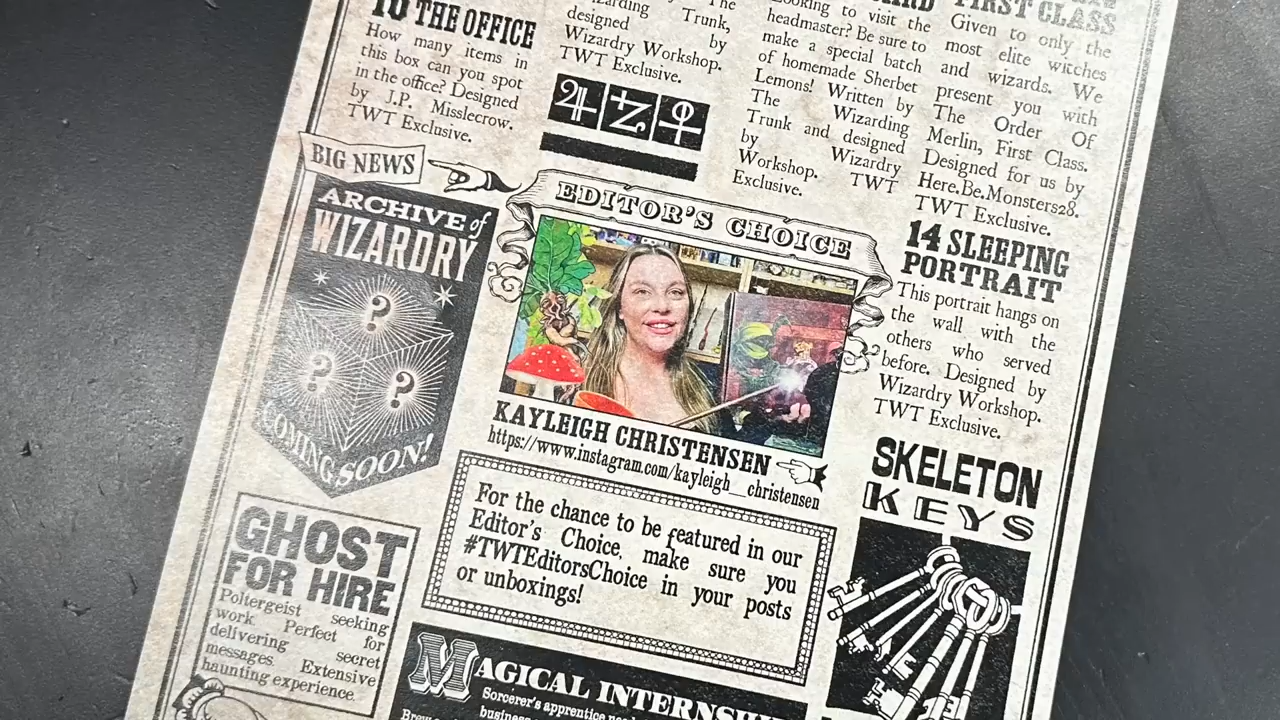 10 THE OFFICE
How many items in
this box can you spot
in the office? Designed
by J.P. Misslecrow.
TWT Exclusive.
The
Trunk,
designed by
Wizardry Workshop.
TWT Exclusive.
Looking to visit the
headmaster? Be sure to
make a special batch
of homemade Sherbet
Lemons! Written by
The Wizarding
Trunk and designed
by Wizardry
Workshop. TWT
Exclusive.
FIRST CLASS
Given to only the
most elite witches
and wizards. We
present you with
The Order Of
Merlin, First Class.
Designed for us by
Here.Be.Monsters28.
TWT Exclusive.
14 SLEEPING
PORTRAIT
This portrait hangs on
the wall with the
others who served
before. Designed by
Wizardry Workshop.
TWT Exclusive.
BIG NEWS
ARCHIVE of
WIZARDRY
?
? ?
COMING SOON!
EDITOR'S CHOICE
KAYLEIGH CHRISTENSEN
https://www.instagram.com/kayleigh_christensen
For the chance to be featured in our
Editor's Choice, make sure you
#TWTEditorsChoice in your posts
or unboxings!
SKELETON
KEYS
GHOST
FOR HIRE
Poltergeist seeking
work. Perfect for
delivering secret
messages. Extensive
haunting experience.
Sorcerer's apprentice